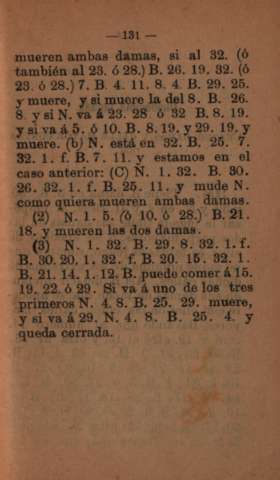 — 131 —
mueren ambas damas, si al 32. (ó
también al 23. ó 28.) B. 26. 19. 32. (ó
23. ó 28.) 7. B. 4. 11. 8. 4. B. 29. 25.
y muere, y si muere la del 8. B. 26.
8. y si N. va á 23. 28 ó 32 B. 8. 19.
y si va á 5. ó 10. B. 8. 19. y 29. 19. y
muere. (b) N. está en 32. B. 25. 7.
32. 1. f. B. 7. 11. y estamos en el
caso anterior: (C) N. 1. 32. B. 30.
26. 32. 1. f. B. 25. 11. y mude N.
como quiera mueren ambas damas.
(2) N. 1. 5. (ó 10. ó 28.) B. 21.
18. y mueren las dos damas.
(3) N. 1. 32. B. 29. 8. 32. 1. f.
B. 30. 20. 1. 32. f. B. 20. 15. 32. 1.
B. 21. 14. 1. 12. B. puede comer á 15.
19. 22. ó 29. Si va á uno de los tres
primeros N. 4. 8. B. 25. 29. muere,
y si va á 29. N. 4. 8. B. 25. 4. y
queda cerrada.